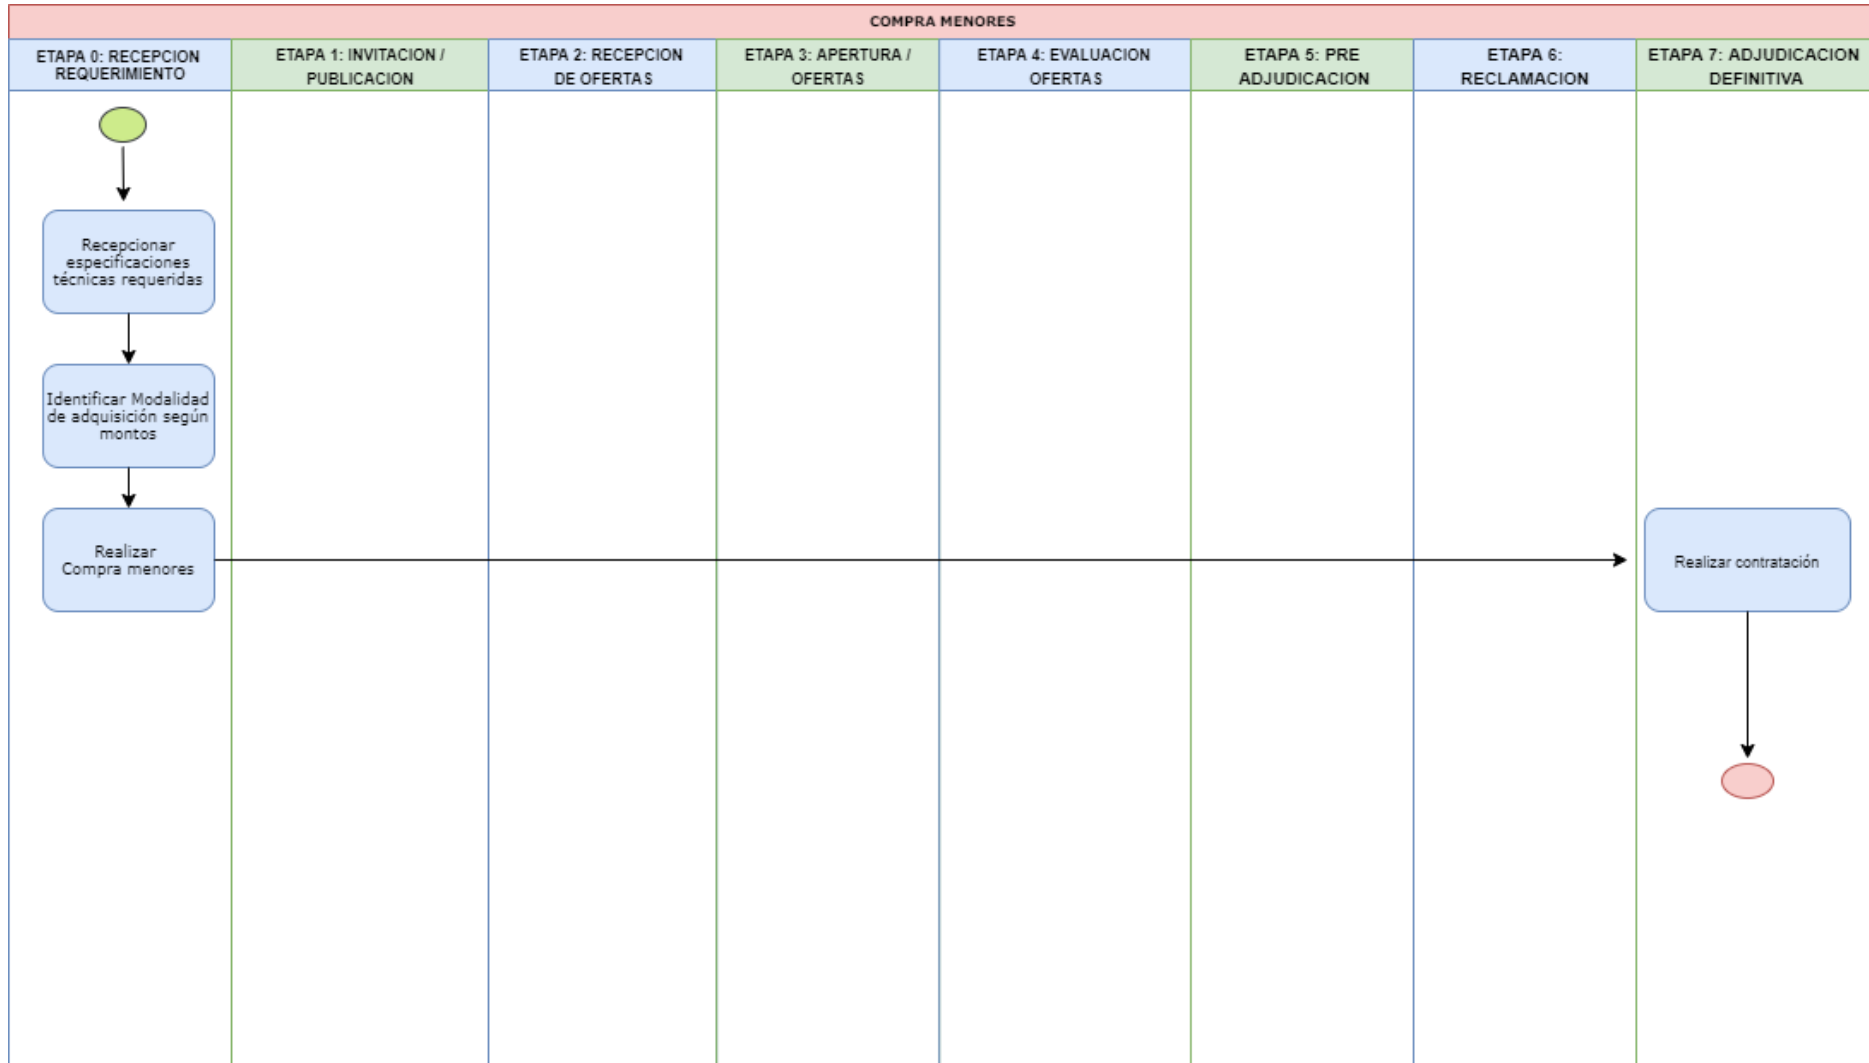 COMPRA MENORES
ETAPA 0: RECEPCION
REQUERIMIENTO
ETAPA 1: INVITACION /
PUBLICACION
ETAPA 2: RECEPCION
DE OFERTAS
ETAPA 3: APERTURA /
OFERTAS
ETAPA 4: EVALUACION
OFERTAS
ETAPA 5: PRE
ADJUDICACION
ETAPA 6:
RECLAMACION
ETAPA 7: ADJUDICACION
DEFINITIVA
Recepcionar
especificaciones
técnicas requeridas
Identificar Modalidad
de adquisición según
montos
Realizar
Compra menores
Realizar contratación